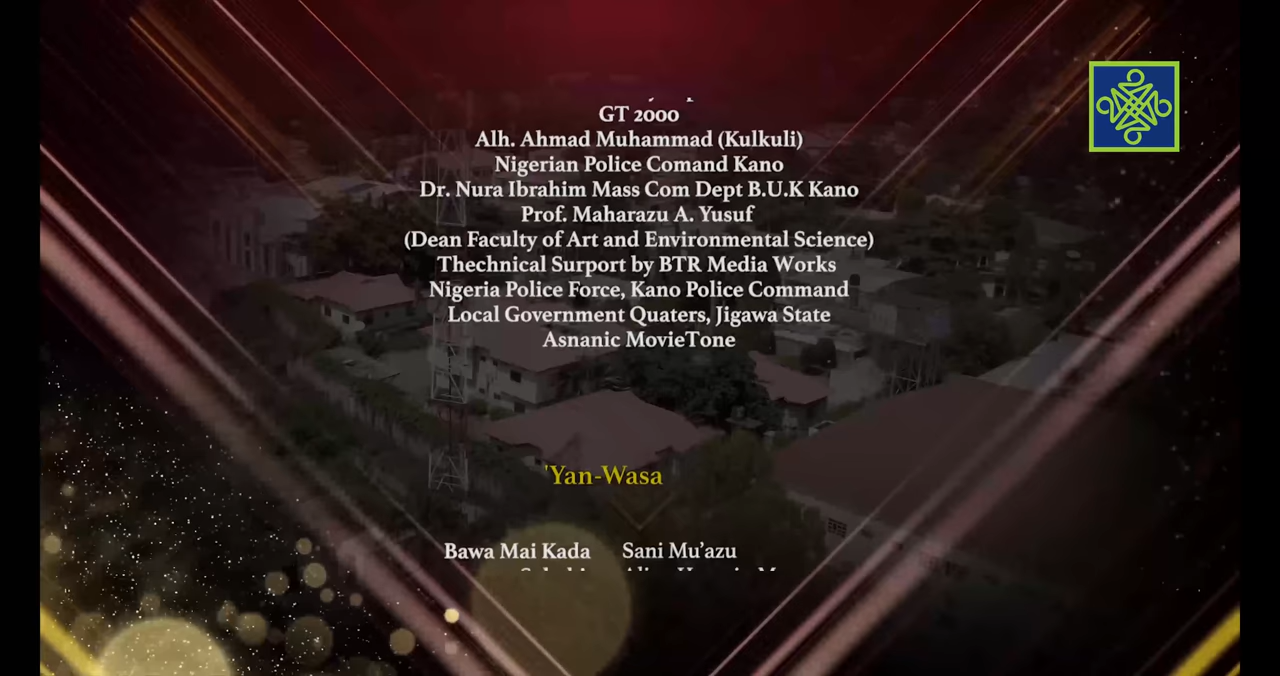 GT 2000
Alh. Ahmad Muhammad (Kulkuli)
Nigerian Police Comand Kano
Dr. Nura Ibrahim Mass Com Dept B.U.K Kano
Prof. Maharazu A. Yusuf
(Dean Faculty of Art and Environmental Science)
Thechnical Surport by BTR Media Works
Nigeria Police Force, Kano Police Command
Local Government Quaters, Jigawa State
Asnanic MovieTone
'Yan-Wasa
Bawa Mai Kada Sani Mu'azu